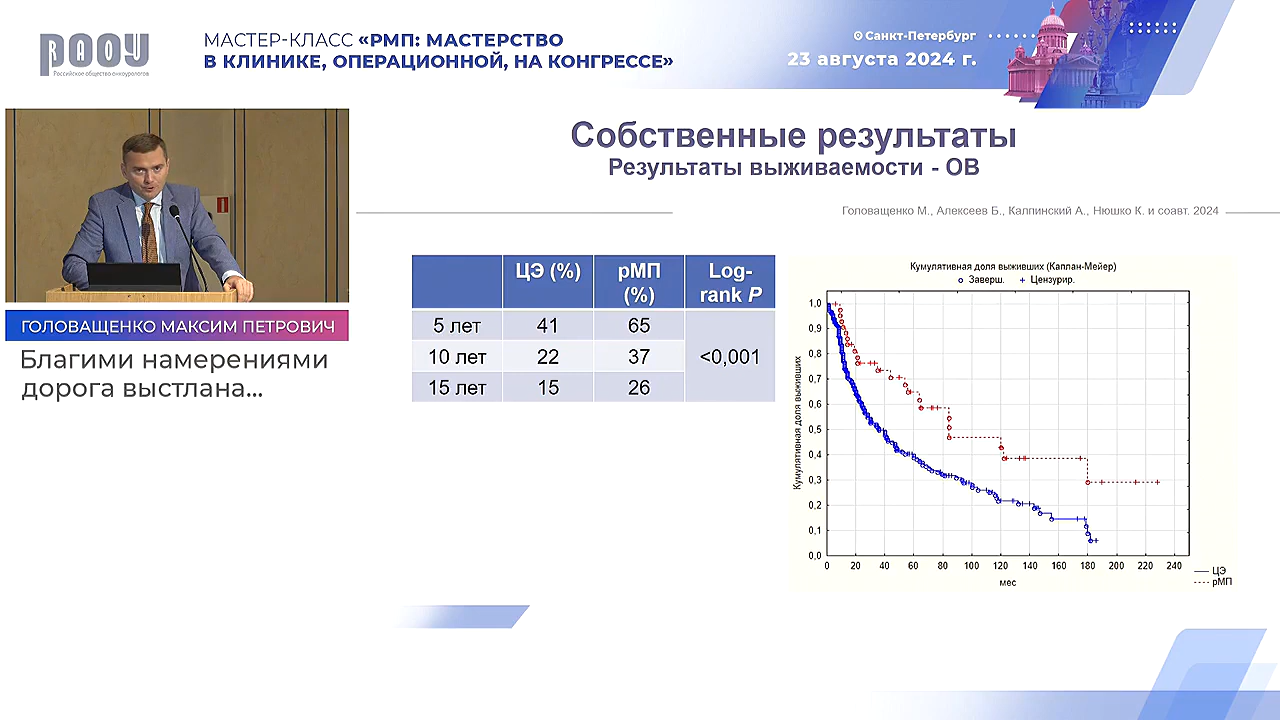 РАОУ
Российское общество онкоурологов
МАСТЕР-КЛАСС «РМП: МАСТЕРСТВО
В КЛИНИКЕ, ОПЕРАЦИОННОЙ, НА КОНГРЕССЕ»
Санкт-Петербург
23 августа 2024 г.
ГОЛОВАЩЕНКО МАКСИМ ПЕТРОВИЧ
Благими намерениями
дорога выстлана...
Собственные результаты
Результаты выживаемости - ОВ
Головащенко М., Алексеев Б., Калпинский А., Нюшко К. и соавт. 2024
ЦЭ (%) рМП (%) Log-rank P
5 лет 41 65 <0,001
10 лет 22 37
15 лет 15 26
Кумулятивная доля выживших (Каплан-Мейер)
Заверш. Цензурир.
Кумулятивная доля выживших
1,0
0,9
0,8
0,7
0,6
0,5
0,4
0,3
0,2
0,1
0,0
0 20 40 60 80 100 120 140 160 180 200 220 240
мес
ЦЭ
рМП